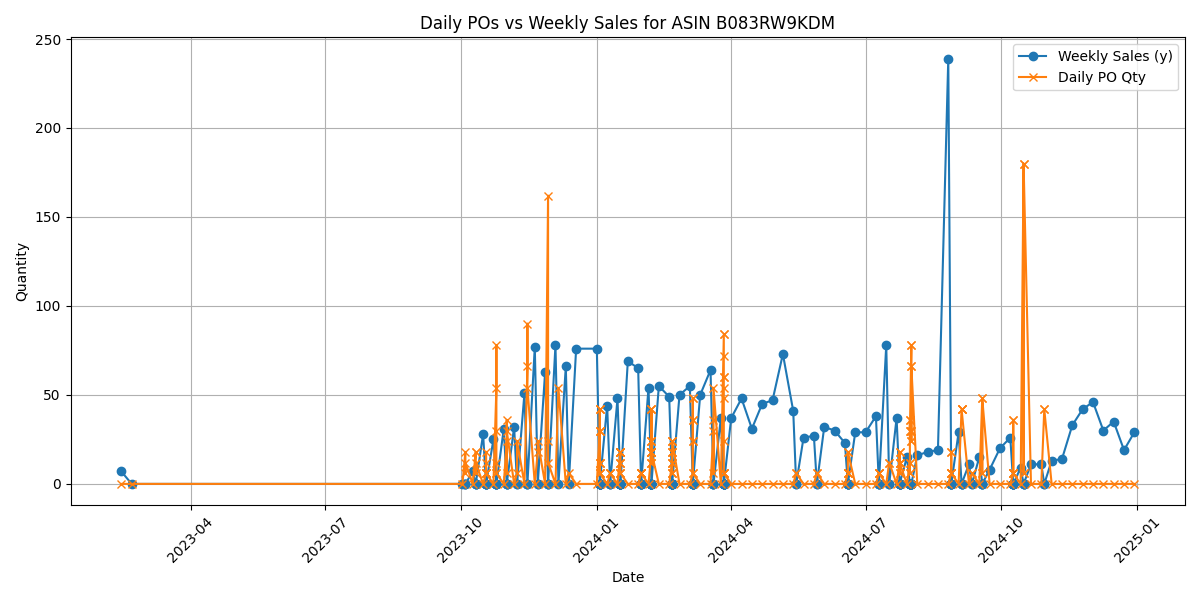 Daily POs vs Weekly Sales for ASIN B083RW9KDM
Weekly Sales (y)
Daily PO Qty
250
200
150
100
50
0
Quantity
2023-04
2023-07
2023-10
2024-01
2024-04
2024-07
2024-10
2025-01
Date